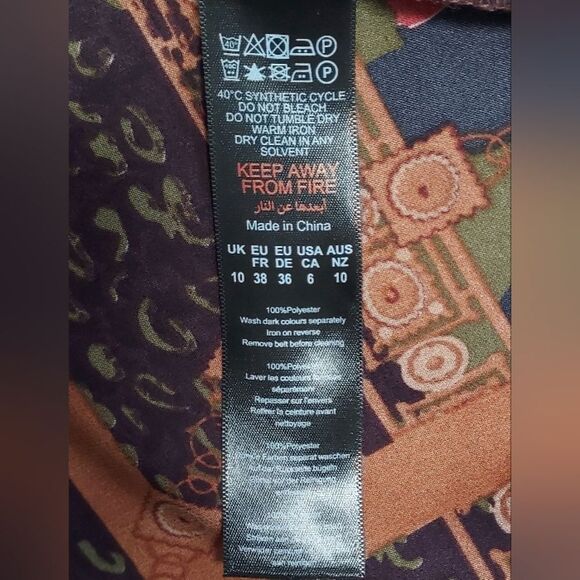 40°C SYNTHETIC CYCLE
DO NOT BLEACH
DO NOT TUMBLE DRY
WARM IRON
DRY CLEAN IN ANY
SOLVENT
KEEP AWAY
FROM FIRE
أبعدها عن النار
Made in China
UK EU EU USA AUS
FR DE CA NZ
10 38 36 6 10
100%Polyester
Wash dark colours separately
Iron on reverse
Remove belt before cleaning
100%Polyester
Laver les couleurs
séparément
Repasser sur l'envers
Retirer la ceinture avant
nettoyage
100%Polyester
separat waschen